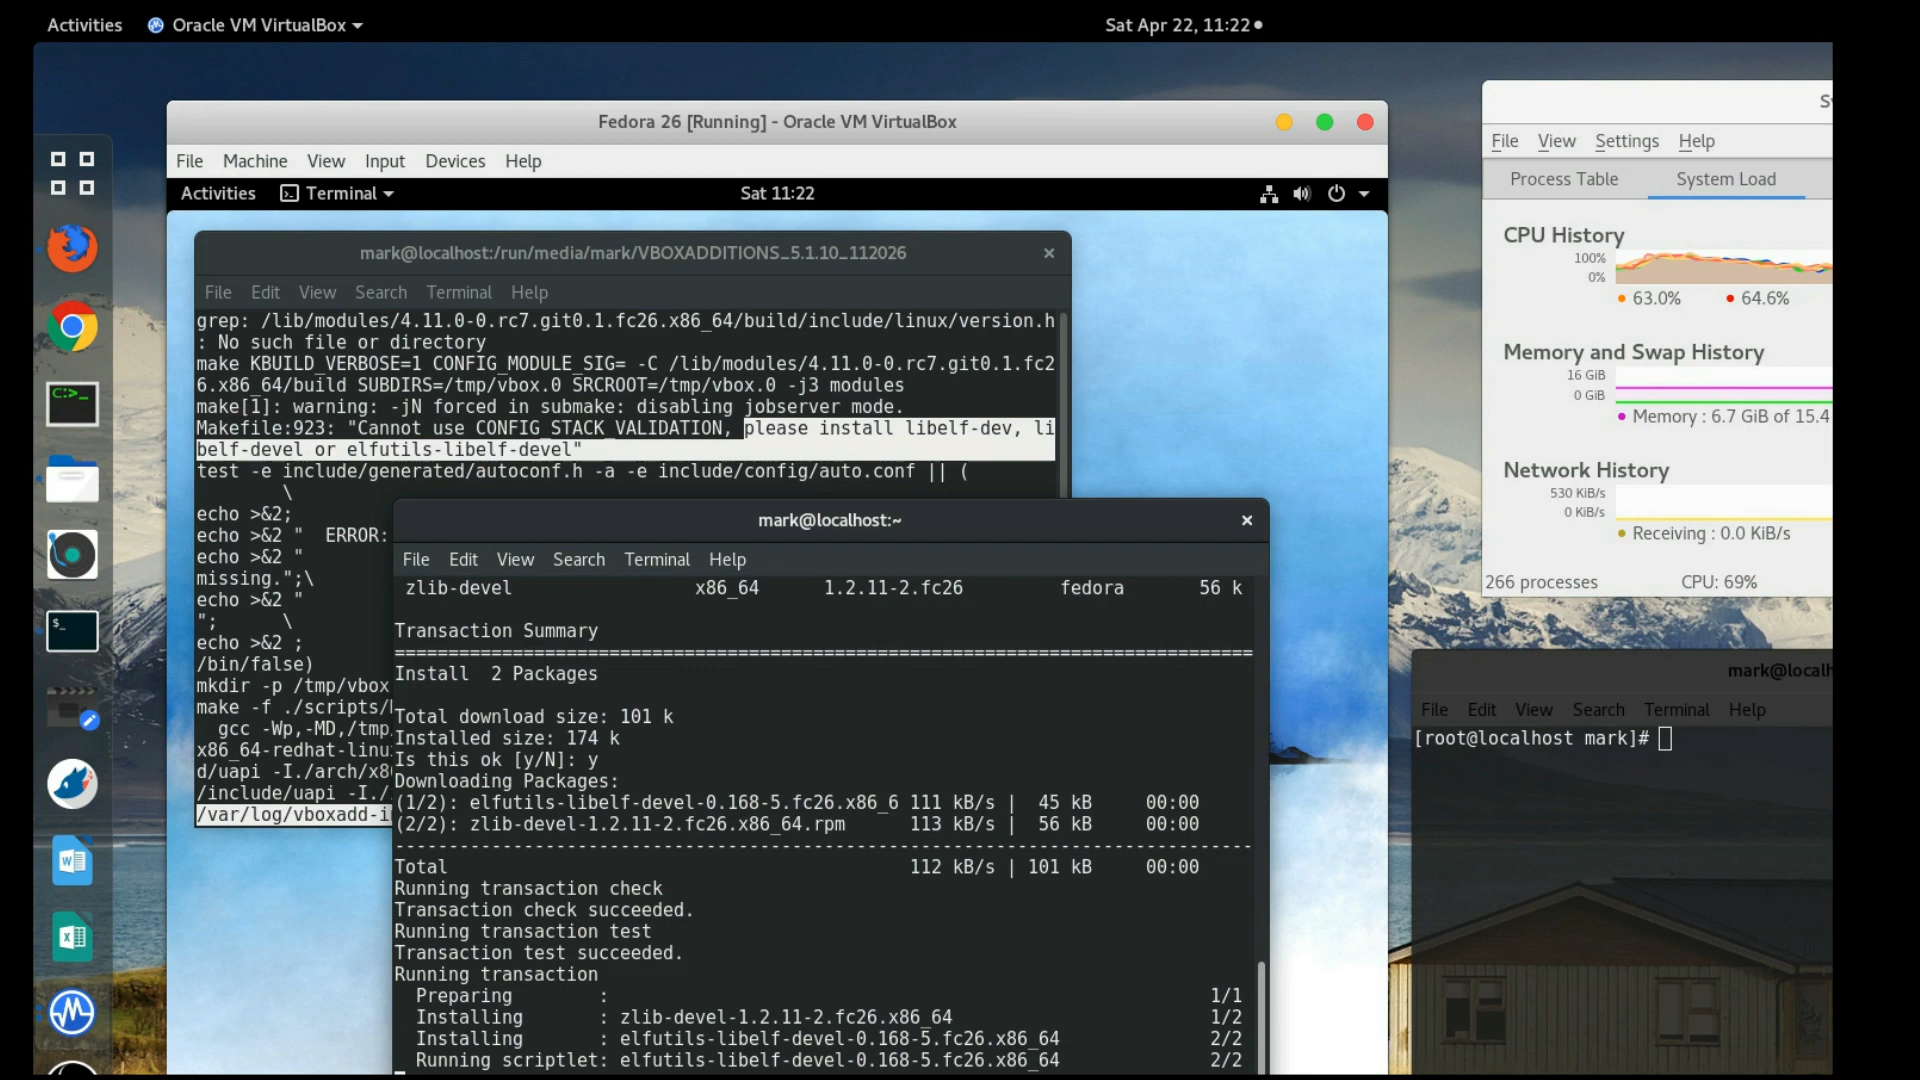 Activities Oracle VM VirtualBox Sat Apr 22, 11:22
Fedora 26 [Running] - Oracle VM VirtualBox
File Machine View Input Devices Help
Activities Terminal Sat 11:22
mark@localhost:/run/media/mark/VBOXADDITIONS_5.1.10_112026
File Edit View Search Terminal Help
grep: /lib/modules/4.11.0-0.rc7.git0.1.fc26.x86_64/build/include/linux/version.h
: No such file or directory
make KBUILD_VERBOSE=1 CONFIG_MODULE_SIG= -C /lib/modules/4.11.0-0.rc7.git0.1.fc2
6.x86_64/build SUBDIRS=/tmp/vbox.0 SRCROOT=/tmp/vbox.0 -j3 modules
make[1]: warning: -jN forced in submake: disabling jobserver mode.
Makefile:923: "Cannot use CONFIG_STACK_VALIDATION, please install libelf-dev, li
belf-devel or elfutils-libelf-devel"
test -e include/generated/autoconf.h -a -e include/config/auto.conf || (
\
echo >&2;
echo >&2 "  ERROR:
echo >&2 "
missing.";\
echo >&2 "
";      \
echo >&2 ;
/bin/false)
mkdir -p /tmp/vbox
make -f ./scripts/
gcc -Wp,-MD,/tmp
x86_64-redhat-linu
d/uapi -I./arch/x8
/include/uapi -I./
/var/log/vboxadd-i
mark@localhost:~
File Edit View Search Terminal Help
zlib-devel x86_64 1.2.11-2.fc26 fedora 56 k
Transaction Summary
================================================================================
Install  2 Packages
Total download size: 101 k
Installed size: 174 k
Is this ok [y/N]: y
Downloading Packages:
(1/2): elfutils-libelf-devel-0.168-5.fc26.x86_6 111 kB/s |  45 kB     00:00
(2/2): zlib-devel-1.2.11-2.fc26.x86_64.rpm      113 kB/s |  56 kB     00:00
--------------------------------------------------------------------------------
Total                                           112 kB/s | 101 kB     00:00
Running transaction check
Transaction check succeeded.
Running transaction test
Transaction test succeeded.
Running transaction
Preparing        :                                                        1/1
Installing       : zlib-devel-1.2.11-2.fc26.x86_64                        1/2
Installing       : elfutils-libelf-devel-0.168-5.fc26.x86_64              2/2
Running scriptlet: elfutils-libelf-devel-0.168-5.fc26.x86_64              2/2
S
File View Settings Help
Process Table System Load
CPU History
100%
0%
63.0% 64.6%
Memory and Swap History
16 GiB
0 GiB
Memory : 6.7 GiB of 15.4
Network History
530 KiB/s
0 KiB/s
Receiving : 0.0 KiB/s
266 processes CPU: 69%
mark@localh
File Edit View Search Terminal Help
[root@localhost mark]#
C:>_
$_
W
X